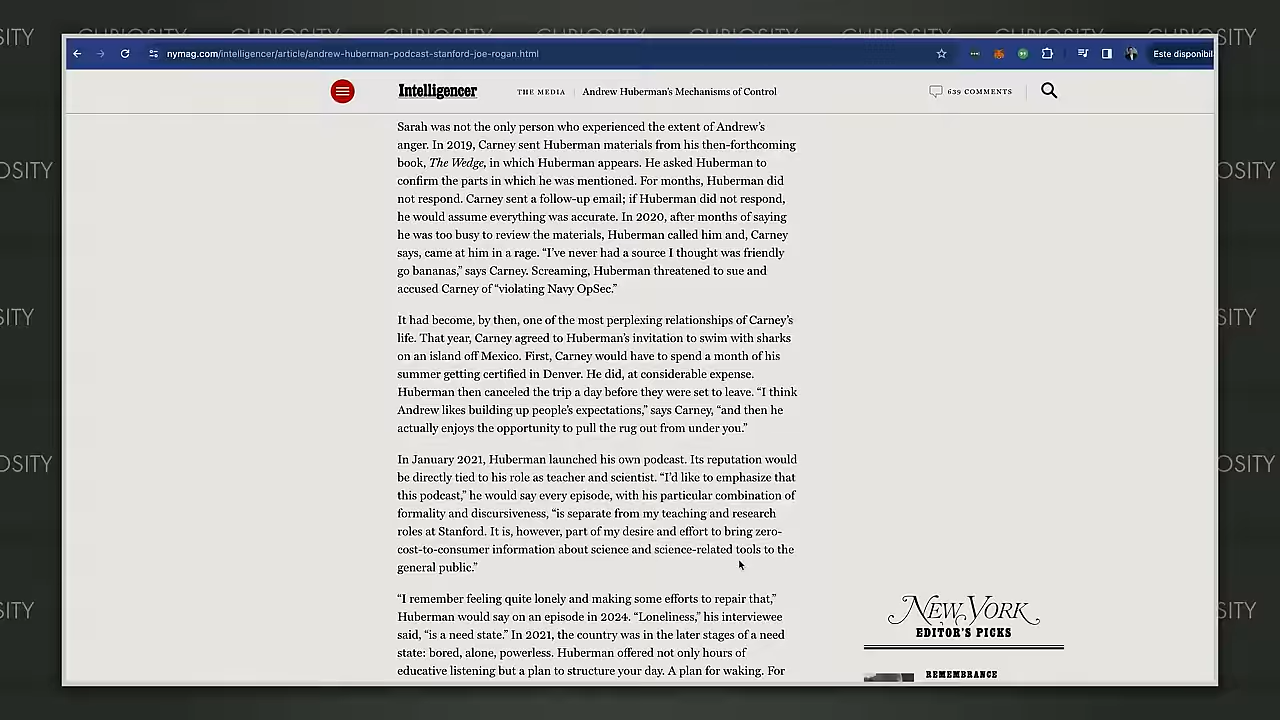 CURIOSITY CURIOSITY CURIOSITY CURIOSITY CURIOSITY
nymag.com/intelligencer/article/andrew-huberman-podcast-stanford-joe-rogan.html
Este disponibil
Intelligencer
THE MEDIA
Andrew Huberman's Mechanisms of Control
639 COMMENTS
Sarah was not the only person who experienced the extent of Andrew's
anger. In 2019, Carney sent Huberman materials from his then-forthcoming
book, The Wedge, in which Huberman appears. He asked Huberman to
confirm the parts in which he was mentioned. For months, Huberman did
not respond. Carney sent a follow-up email; if Huberman did not respond,
he would assume everything was accurate. In 2020, after months of saying
he was too busy to review the materials, Huberman called him and, Carney
says, came at him in a rage. “I've never had a source I thought was friendly
go bananas,” says Carney. Screaming, Huberman threatened to sue and
accused Carney of “violating Navy OpSec.”
It had become, by then, one of the most perplexing relationships of Carney's
life. That year, Carney agreed to Huberman's invitation to swim with sharks
on an island off Mexico. First, Carney would have to spend a month of his
summer getting certified in Denver. He did, at considerable expense.
Huberman then canceled the trip a day before they were set to leave. “I think
Andrew likes building up people's expectations,” says Carney, “and then he
actually enjoys the opportunity to pull the rug out from under you.”
In January 2021, Huberman launched his own podcast. Its reputation would
be directly tied to his role as teacher and scientist. “I'd like to emphasize that
this podcast,” he would say every episode, with his particular combination of
formality and discursiveness, “is separate from my teaching and research
roles at Stanford. It is, however, part of my desire and effort to bring zero-
cost-to-consumer information about science and science-related tools to the
general public.”
“I remember feeling quite lonely and making some efforts to repair that,”
Huberman would say on an episode in 2024. “Loneliness,” his interviewee
said, “is a need state.” In 2021, the country was in the later stages of a need
state: bored, alone, powerless. Huberman offered not only hours of
educative listening but a plan to structure your day. A plan for waking. For
NEW YORK
EDITOR'S PICKS
REMEMBRANCE